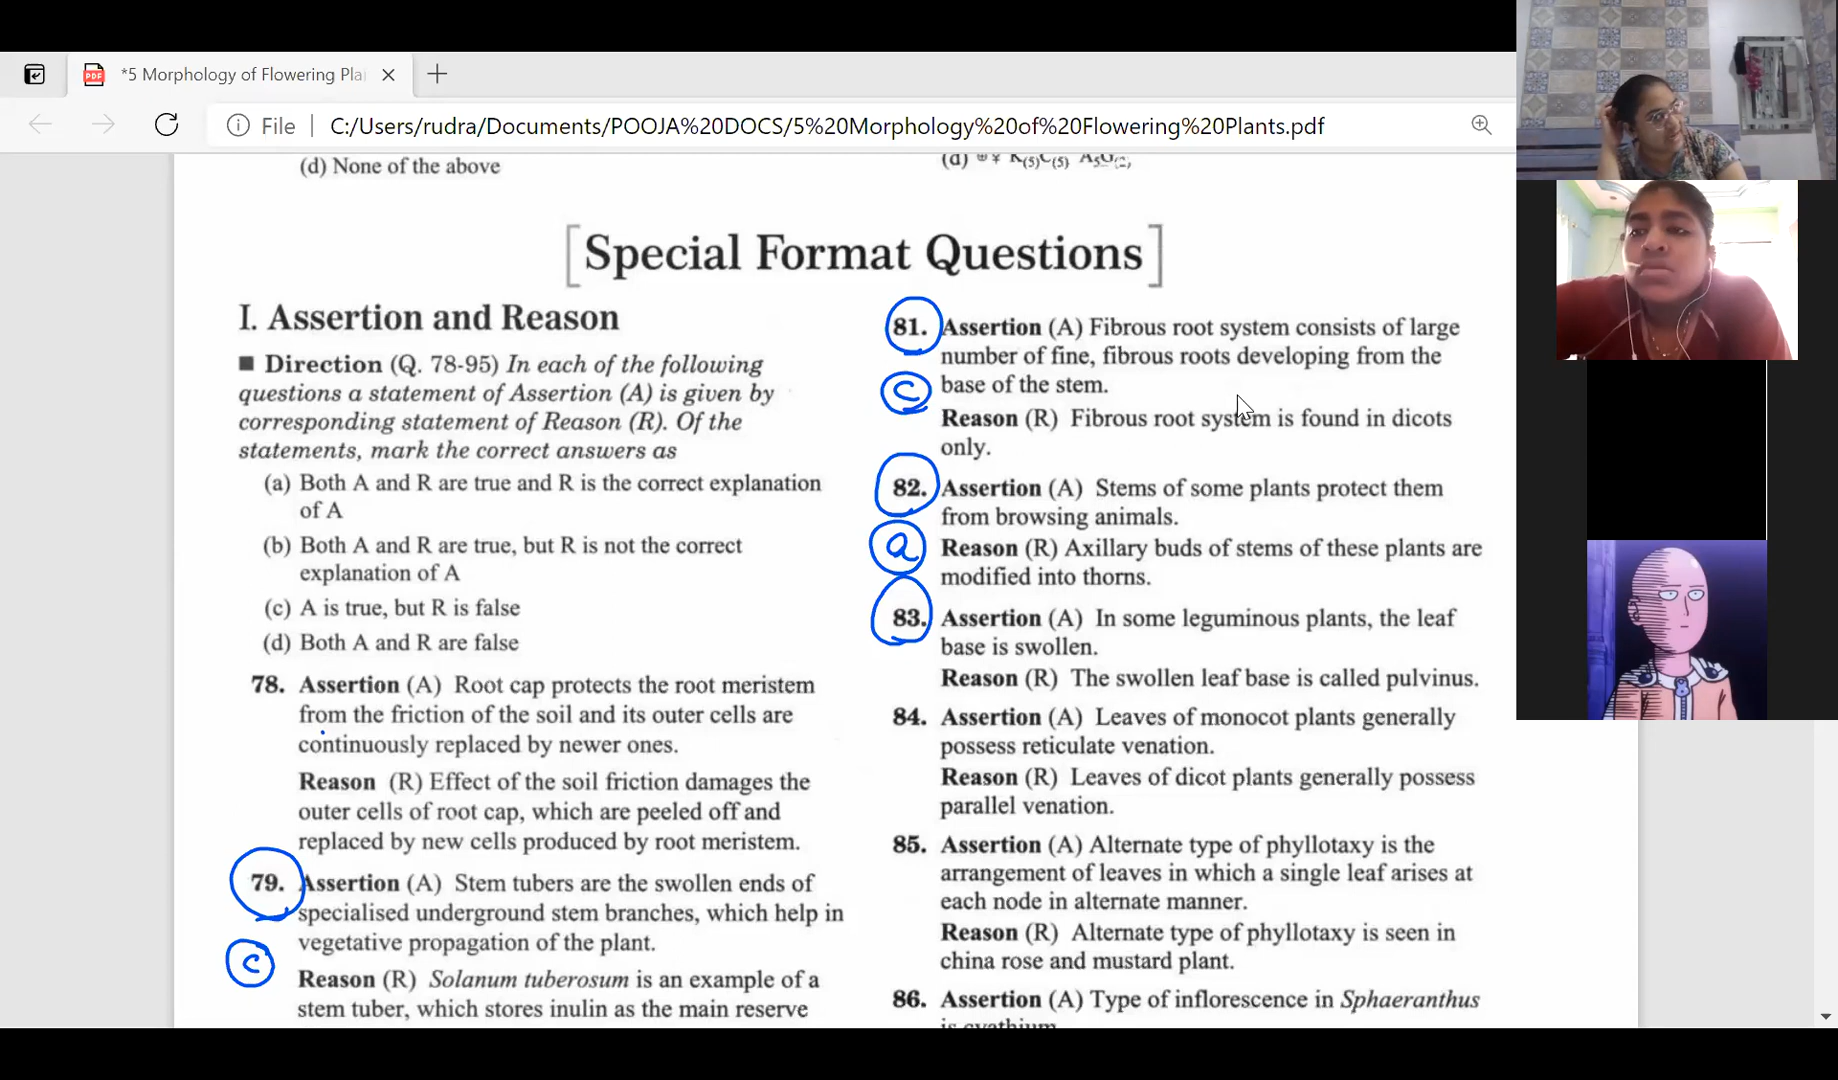 *5 Morphology of Flowering Pla
File C:/Users/rudra/Documents/POOJA%20DOCS/5%20Morphology%20of%20Flowering%20Plants.pdf
(d) None of the above
[Special Format Questions]
I. Assertion and Reason
■ Direction (Q. 78-95) In each of the following
questions a statement of Assertion (A) is given by
corresponding statement of Reason (R). Of the
statements, mark the correct answers as
(a) Both A and R are true and R is the correct explanation
of A
(b) Both A and R are true, but R is not the correct
explanation of A
(c) A is true, but R is false
(d) Both A and R are false
78. Assertion (A) Root cap protects the root meristem
from the friction of the soil and its outer cells are
continuously replaced by newer ones.
Reason (R) Effect of the soil friction damages the
outer cells of root cap, which are peeled off and
replaced by new cells produced by root meristem.
79. Assertion (A) Stem tubers are the swollen ends of
specialised underground stem branches, which help in
vegetative propagation of the plant.
c
Reason (R) Solanum tuberosum is an example of a
stem tuber, which stores inulin as the main reserve
81. Assertion (A) Fibrous root system consists of large
number of fine, fibrous roots developing from the
c base of the stem.
Reason (R) Fibrous root system is found in dicots
only.
82. Assertion (A) Stems of some plants protect them
from browsing animals.
a Reason (R) Axillary buds of stems of these plants are
modified into thorns.
83. Assertion (A) In some leguminous plants, the leaf
base is swollen.
Reason (R) The swollen leaf base is called pulvinus.
84. Assertion (A) Leaves of monocot plants generally
possess reticulate venation.
Reason (R) Leaves of dicot plants generally possess
parallel venation.
85. Assertion (A) Alternate type of phyllotaxy is the
arrangement of leaves in which a single leaf arises at
each node in alternate manner.
Reason (R) Alternate type of phyllotaxy is seen in
china rose and mustard plant.
86. Assertion (A) Type of inflorescence in Sphaeranthus
is cyathium